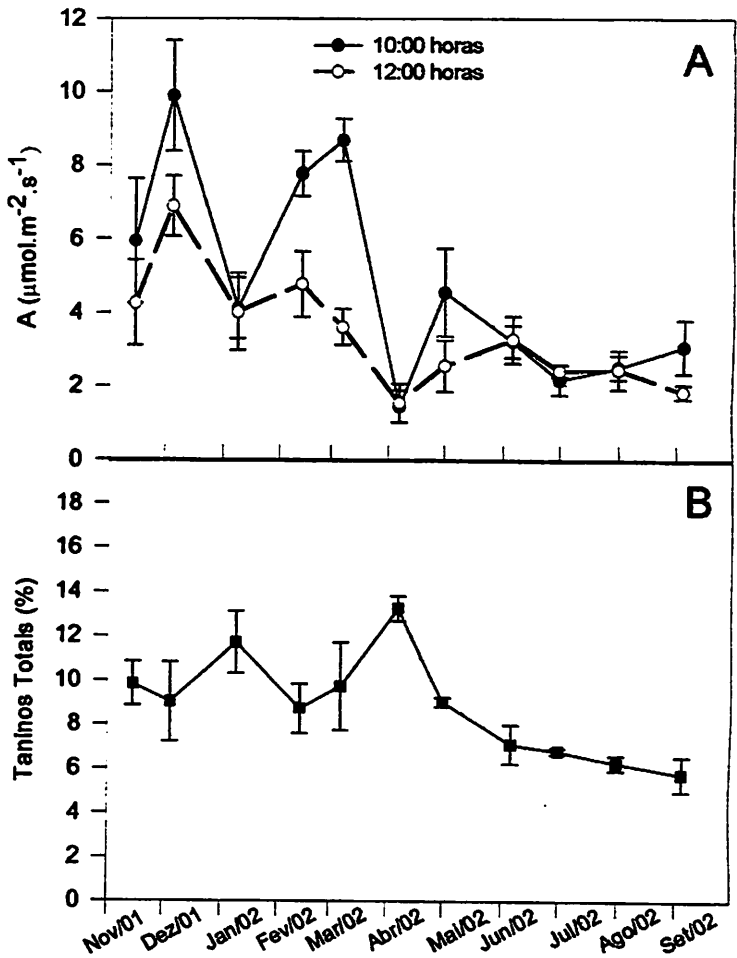 12
10
8
6
4
2
0
A (µmol.m-2.s-1)
10:00 horas
12:00 horas
A
18
16
14
12
10
8
6
4
2
0
Taninos Totais (%)
B
Nov/01
Dez/01
Jan/02
Fev/02
Mar/02
Abr/02
Mai/02
Jun/02
Jul/02
Ago/02
Set/02